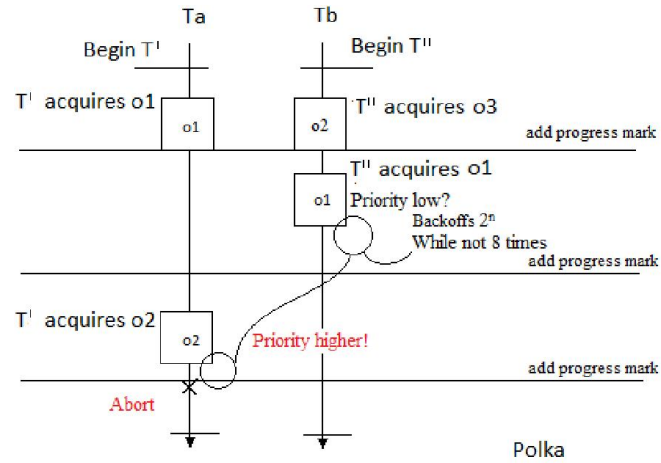 Ta
Tb
Begin T'
Begin T"
T' acquires o1
o1
o2
T" acquires o3
add progress mark
T" acquires o1
o1
Priority low?
Backoffs 2ⁿ
While not 8 times
add progress mark
T' acquires o2
o2
Priority higher!
add progress mark
Abort
Polka